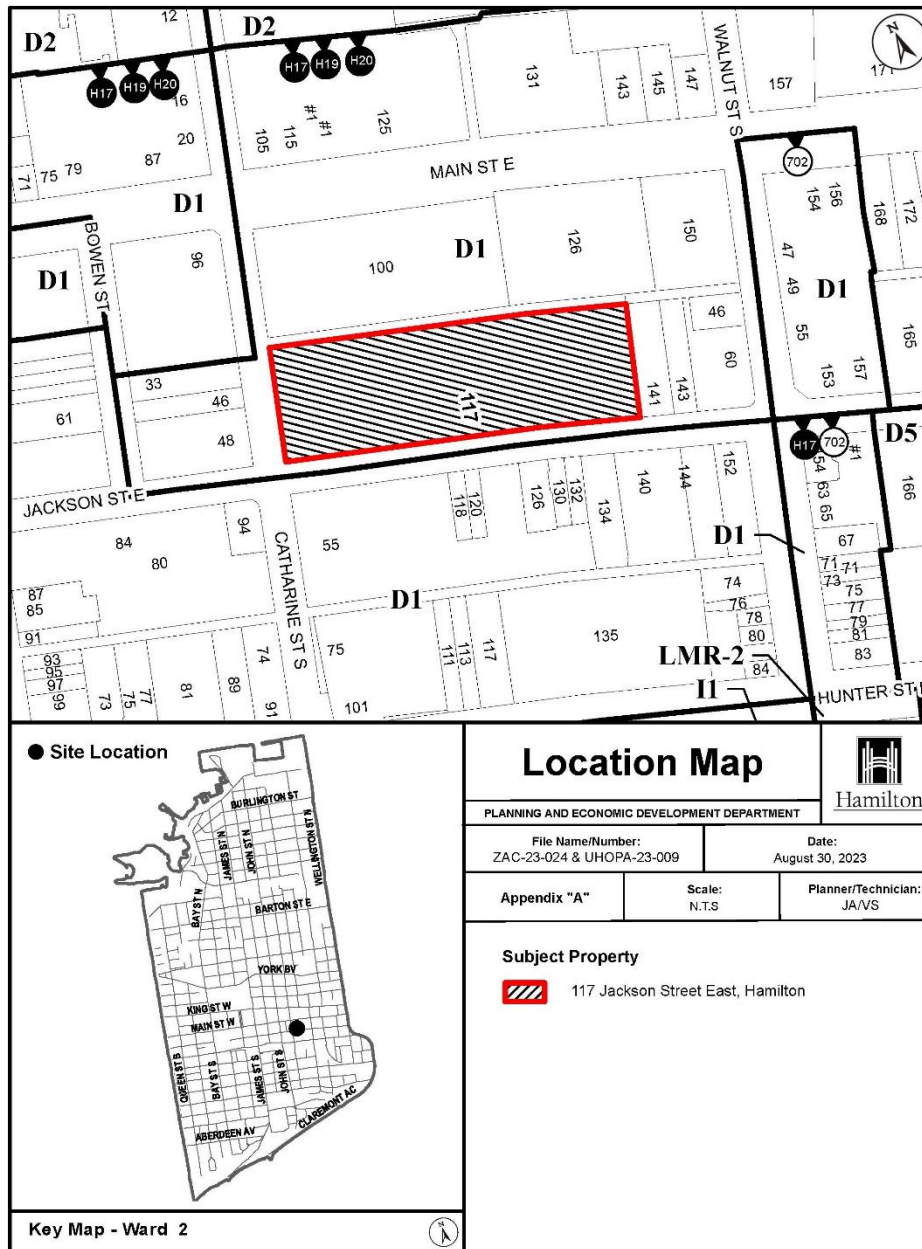 D2
12
D2
H17 H19 H20
H17 H19 H20
16
20
71
75
79
87
105
115
#1
#1
125
131
143
145
147
WALNUT ST S
157
171
N
MAIN ST E
702
D1
BOWEN ST
D1
96
100
D1
126
150
154
156
168
172
47
49
55
D1
153
157
165
46
60
33
46
48
61
117
141
143
JACKSON ST E
H17
702
#1
D5
54
63
65
67
71
71
73
75
77
79
81
83
166
84
80
94
87
85
91
93
95
97
99
73
75
77
81
89
74
91
CATHARINE ST S
55
118
120
126
130
132
134
140
144
152
D1
D1
75
101
111
113
117
135
74
76
78
80
84
LMR-2
I1
HUNTER ST E
Site Location
BURLINGTON ST
JAMES ST N
JOHN ST N
WELLINGTON ST N
BAY ST N
BARTON ST E
YORK BV
KING ST W
MAIN ST W
QUEEN ST S
BAY ST S
JAMES ST S
JOHN ST S
CLAREMONT AC
ABERDEEN AV
Key Map - Ward 2
N
Location Map
Hamilton
PLANNING AND ECONOMIC DEVELOPMENT DEPARTMENT
File Name/Number:
ZAC-23-024 & UHOPA-23-009
Date:
August 30, 2023
Appendix "A"
Scale:
N.T.S
Planner/Technician:
JA/VS
Subject Property
117 Jackson Street East, Hamilton